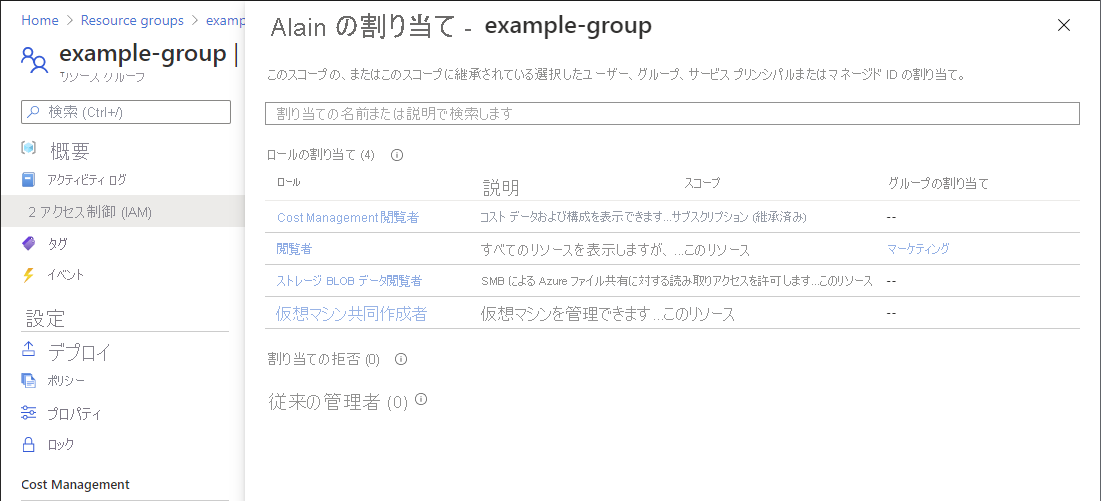 Home > Resource groups > examp
example-group |
リソース グループ
検索 (Ctrl+/)
概要
アクティビティ ログ
2 アクセス制御 (IAM)
タグ
イベント
設定
デプロイ
ポリシー
プロパティ
ロック
Cost Management
Alain の割り当て - example-group
このスコープの、またはこのスコープに継承されている選択したユーザー、グループ、サービス プリンシパルまたはマネージド ID の割り当て。
割り当ての名前または説明で検索します
ロールの割り当て (4)
ロール 説明 スコープ グループの割り当て
Cost Management 閲覧者 コスト データおよび構成を表示できます...サブスクリプション (継承済み) --
閲覧者 すべてのリソースを表示しますが、...このリソース マーケティング
ストレージ BLOB データ閲覧者 SMB による Azure ファイル共有に対する読み取りアクセスを許可します...このリソース --
仮想マシン共同作成者 仮想マシンを管理できます...このリソース --
割り当ての拒否 (0)
従来の管理者 (0)